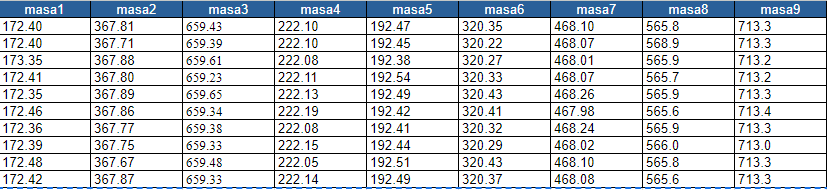 masa1 masa2 masa3 masa4 masa5 masa6 masa7 masa8 masa9
172.40 367.81 659.43 222.10 192.47 320.35 468.10 565.8 713.3
172.40 367.71 659.39 222.10 192.45 320.22 468.07 568.9 713.3
173.35 367.88 659.61 222.08 192.38 320.27 468.01 565.9 713.2
172.41 367.80 659.23 222.11 192.54 320.33 468.07 565.7 713.2
172.35 367.89 659.65 222.13 192.49 320.43 468.26 565.9 713.3
172.46 367.86 659.34 222.19 192.42 320.41 467.98 565.6 713.4
172.36 367.77 659.38 222.08 192.41 320.32 468.24 565.9 713.3
172.39 367.75 659.33 222.15 192.44 320.29 468.02 566.0 713.0
172.48 367.67 659.48 222.05 192.51 320.43 468.10 565.8 713.3
172.42 367.87 659.33 222.14 192.49 320.37 468.08 565.6 713.3